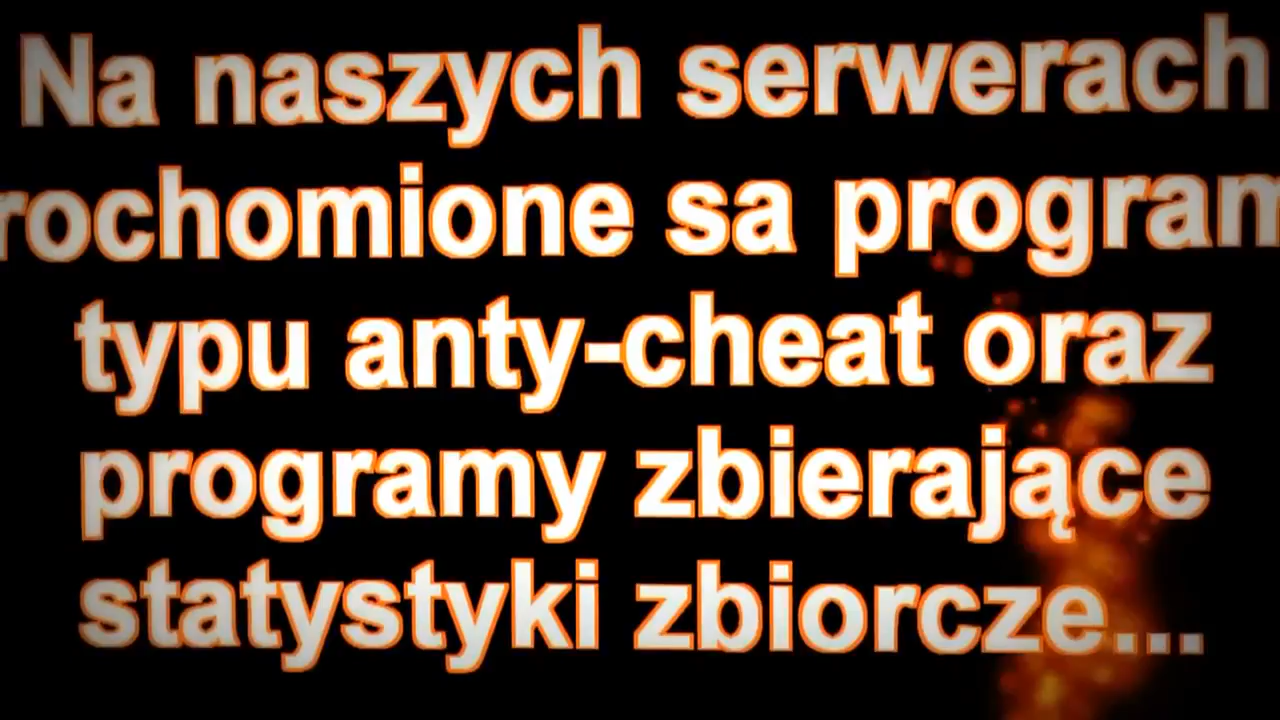 Na naszych serwerach
rochomione sa program
typu anty-cheat oraz
programy zbierające
statystyki zbiorcze...